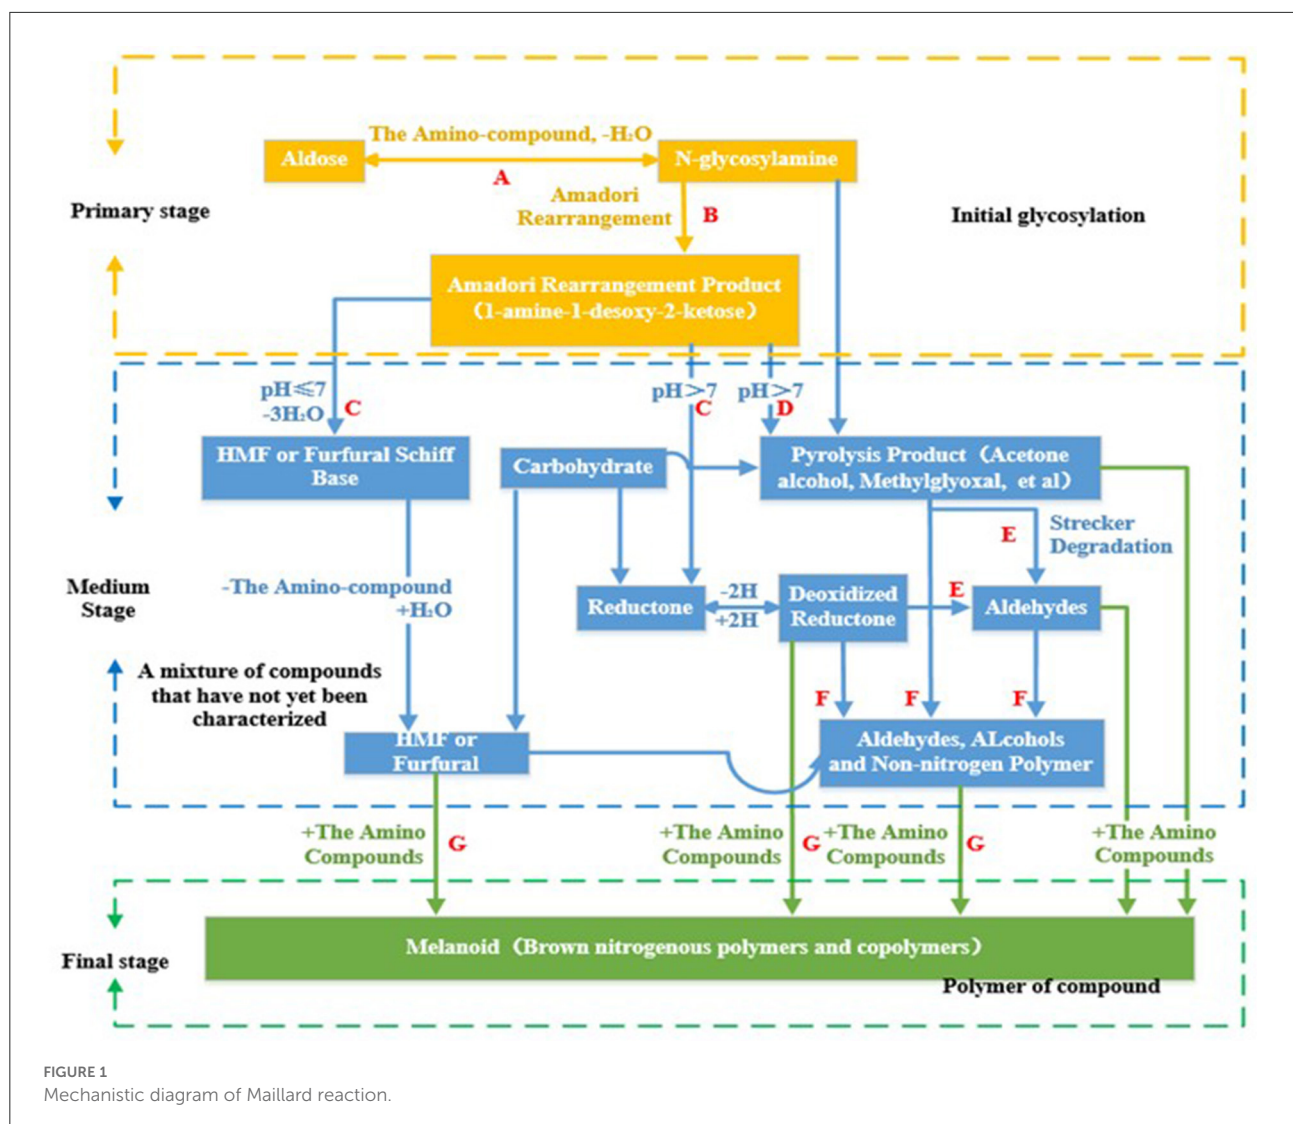 The Amino-compound, -H₂O
Aldose
N-glycosylamine
A
Amadori
Rearrangement
B
Primary stage
Initial glycosylation
Amadori Rearrangement Product
(1-amine-1-desoxy-2-ketose)
pH≤7
-3H₂O
C
pH>7
C
pH>7
D
HMF or Furfural Schiff
Base
Carbohydrate
Pyrolysis Product (Acetone
alcohol, Methylglyoxal, et al)
E
Strecker
Degradation
Medium
Stage
-The Amino-compound
+H₂O
Reductone
-2H
+2H
Deoxidized
Reductone
E
Aldehydes
A mixture of compounds
that have not yet been
characterized
F
F
F
HMF or
Furfural
Aldehydes, ALcohols
and Non-nitrogen Polymer
+The Amino
Compounds
G
+The Amino
Compounds
G
+The Amino
Compounds
G
+The Amino
Compounds
Final stage
Melanoid (Brown nitrogenous polymers and copolymers)
Polymer of compound
FIGURE 1
Mechanistic diagram of Maillard reaction.